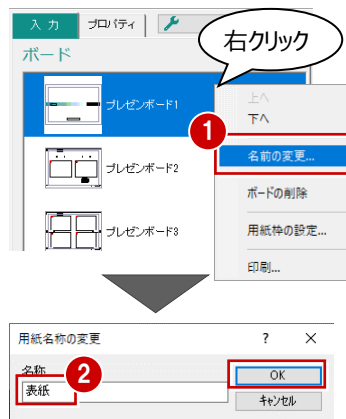 入力 プロパティ
右クリック
ボード
プレゼンボード1
プレゼンボード2
プレゼンボード3
上へ
下へ
1
名前の変更...
ボードの削除
用紙枠の設定...
印刷...
用紙名称の変更 ? ×
名称
2
表紙
OK
キャンセル